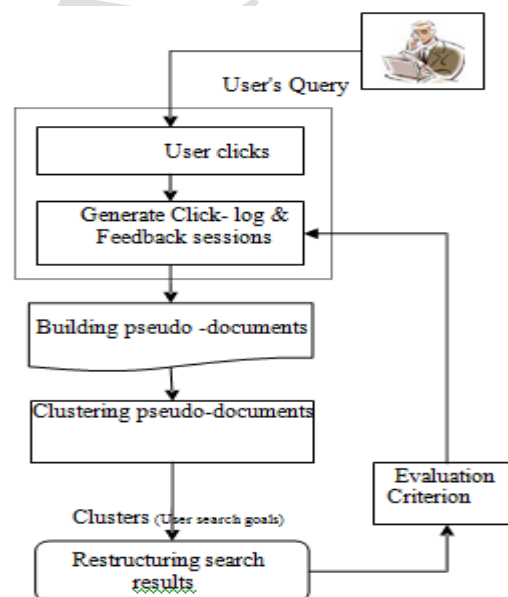 User's Query
User clicks
Generate Click- log &
Feedback sessions
Building pseudo -documents
Clustering pseudo-documents
Clusters (User search goals)
Evaluation
Criterion
Restructuring search
results